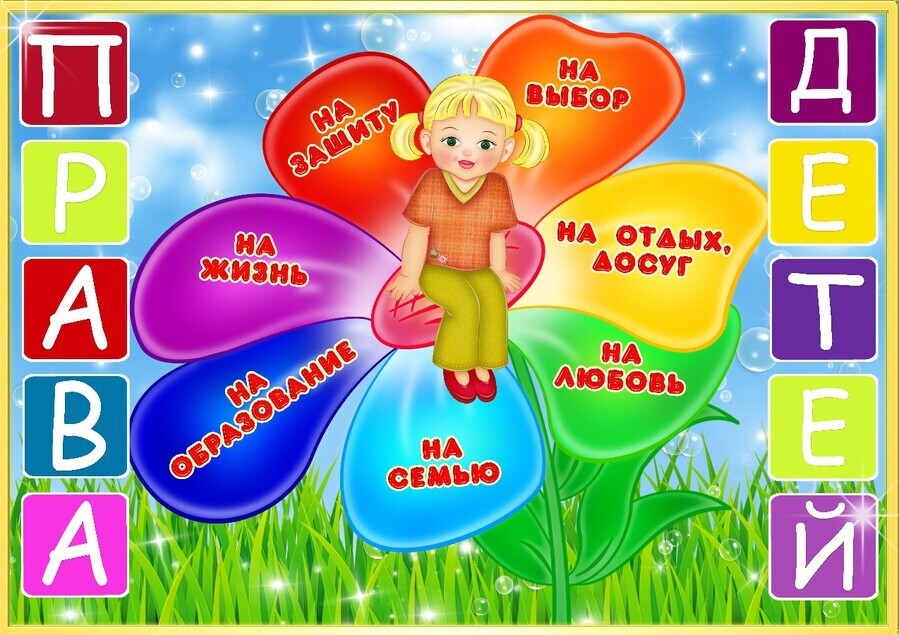 ПРАВА
ДЕТЕЙ
НА
ЗАЩИТУ
НА
ВЫБОР
НА
ЖИЗНЬ
НА ОТДЫХ,
ДОСУГ
НА
ОБРАЗОВАНИЕ
НА
СЕМЬЮ
НА
ЛЮБОВЬ